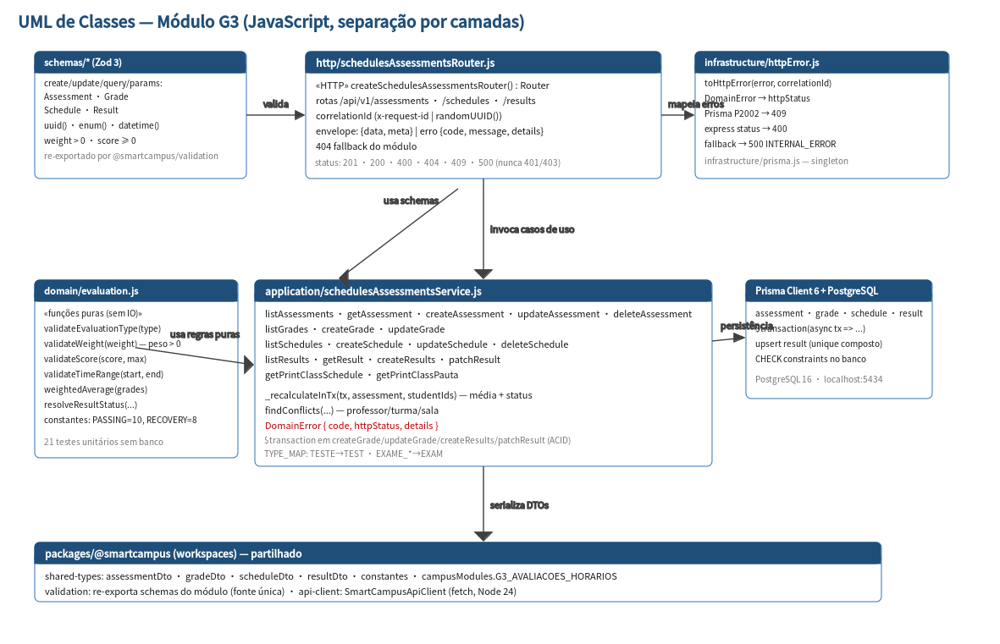 UML de Classes — Módulo G3 (JavaScript, separação por camadas)
schemas/* (Zod 3)
create/update/query/params:
Assessment • Grade
Schedule • Result
uuid() • enum() • datetime()
weight > 0 • score ≥ 0
re-exportado por @smartcampus/validation
valida
http/schedulesAssessmentsRouter.js
«HTTP» createSchedulesAssessmentsRouter() : Router
rotas /api/v1/assessments • /schedules • /results
correlationId (x-request-id | randomUUID())
envelope: {data, meta} | erro {code, message, details}
404 fallback do módulo
status: 201 • 200 • 400 • 404 • 409 • 500 (nunca 401/403)
mapeia erros
infrastructure/httpError.js
toHttpError(error, correlationId)
DomainError → httpStatus
Prisma P2002 → 409
express status → 400
fallback → 500 INTERNAL_ERROR
infrastructure/prisma.js — singleton
usa schemas
invoca casos de uso
domain/evaluation.js
«funções puras (sem IO)»
validateEvaluationType(type)
validateWeight(weight) — peso > 0
validateScore(score, max)
validateTimeRange(start, end)
weightedAverage(grades)
resolveResultStatus(...)
constantes: PASSING=10, RECOVERY=8
21 testes unitários sem banco
usa regras puras
application/schedulesAssessmentsService.js
listAssessments • getAssessment • createAssessment • updateAssessment • deleteAssessment
listGrades • createGrade • updateGrade
listSchedules • createSchedule • updateSchedule • deleteSchedule
listResults • getResult • createResults • patchResult
getPrintClassSchedule • getPrintClassPauta
_recalculateInTx(tx, assessment, studentIds) — média + status
findConflicts(...) — professor/turma/sala
DomainError { code, httpStatus, details }
$transaction em createGrade/updateGrade/createResults/patchResult (ACID)
TYPE_MAP: TESTE→TEST • EXAME_*→EXAM
persistência
Prisma Client 6 + PostgreSQL
assessment • grade • schedule • result
$transaction(async tx => ...)
upsert result (unique composto)
CHECK constraints no banco
PostgreSQL 16 • localhost:5434
serializa DTOs
packages/@smartcampus (workspaces) — partilhado
shared-types: assessmentDto • gradeDto • scheduleDto • resultDto • constantes • campusModules.G3_AVALIACOES_HORARIOS
validation: re-exporta schemas do módulo (fonte única) • api-client: SmartCampusApiClient (fetch, Node 24)